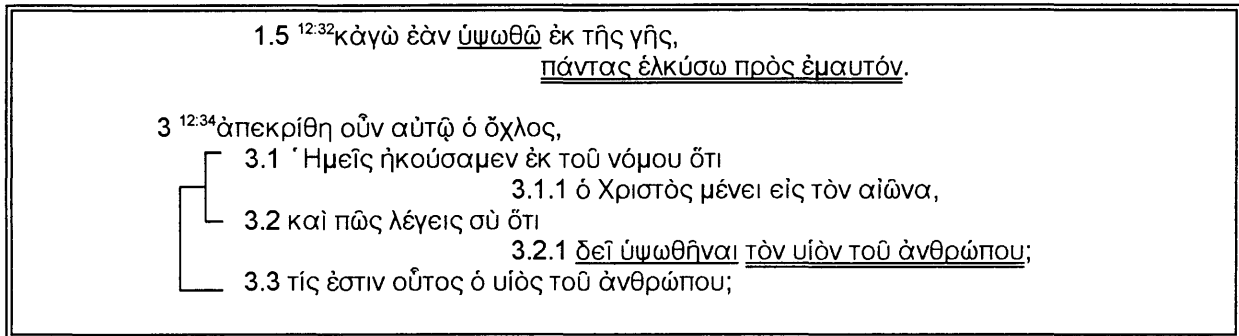 1.5 12:32κἀγὼ ἐὰν ὑψωθῶ ἐκ τῆς γῆς,
πάντας ἑλκύσω πρὸς ἐμαυτόν.
3 12:34ἀπεκρίθη οὖν αὐτῷ ὁ ὄχλος,
3.1 Ἡμεῖς ἠκούσαμεν ἐκ τοῦ νόμου ὅτι
3.1.1 ὁ Χριστὸς μένει εἰς τὸν αἰῶνα,
3.2 καὶ πῶς λέγεις σὺ ὅτι
3.2.1 δεῖ ὑψωθῆναι τὸν υἱὸν τοῦ ἀνθρώπου;
3.3 τίς ἐστιν οὗτος ὁ υἱὸς τοῦ ἀνθρώπου;